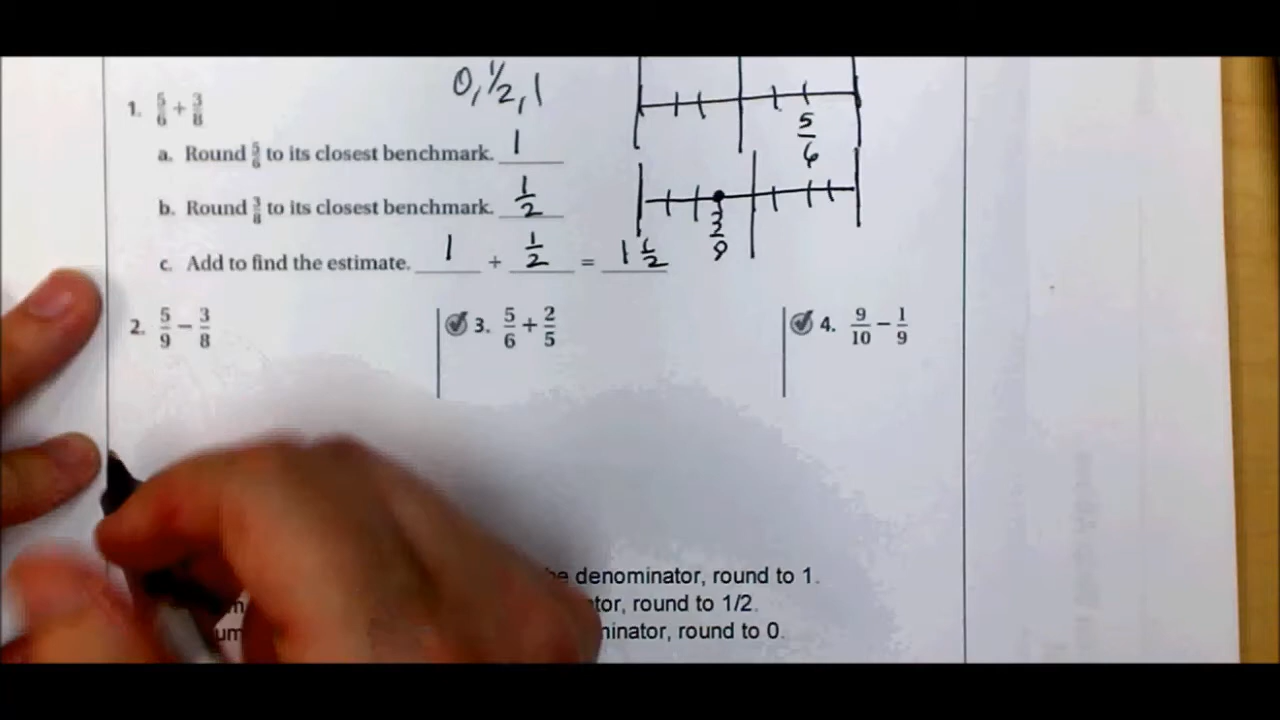 0, 1/2, 1
1. 5/6 + 3/8
a. Round 5/6 to its closest benchmark. 1
5/6
b. Round 3/8 to its closest benchmark. 1/2
3/8
c. Add to find the estimate. 1 + 1/2 = 1 1/2
2. 5/9 − 3/8
3. 5/6 + 2/5
4. 9/10 − 1/9
denominator, round to 1.
round to 1/2.
round to 0.